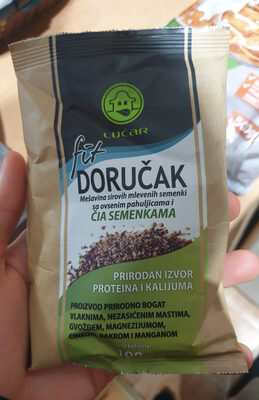 LUČAR
fit
DORUČAK
Mešavina sirovih mlevenih semenki
sa ovsenim pahuljicama i
ČIA SEMENKAMA
PRIRODAN IZVOR
PROTEINA I KALIJUMA
PROIZVOD PRIRODNO BOGAT
VLAKNIMA, NEZASIĆENIM MASTIMA,
GVOŽĐEM, MAGNEZIJUMOM,
CINKOM, BAKROM I MANGANOM